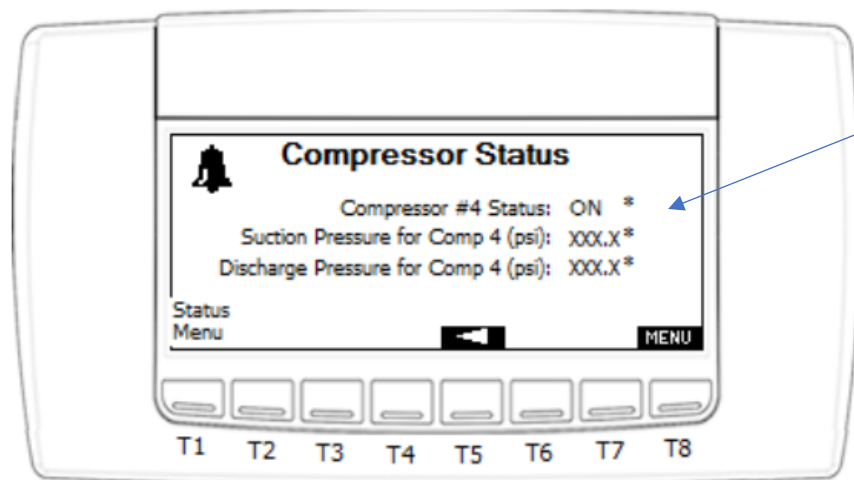 Compressor Status
Compressor #4 Status: ON *
Suction Pressure for Comp 4 (psi): XXX.X*
Discharge Pressure for Comp 4 (psi): XXX.X*
Status
Menu
MENU
T1 T2 T3 T4 T5 T6 T7 T8